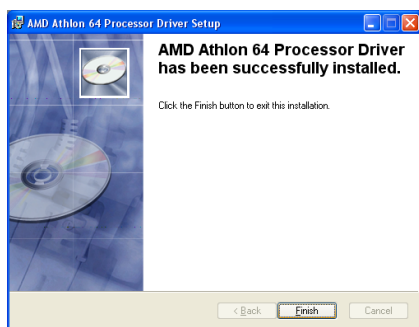 AMD Athlon 64 Processor Driver Setup
AMD Athlon 64 Processor Driver
has been successfully installed.
Click the Finish button to exit this installation.
< Back Finish Cancel